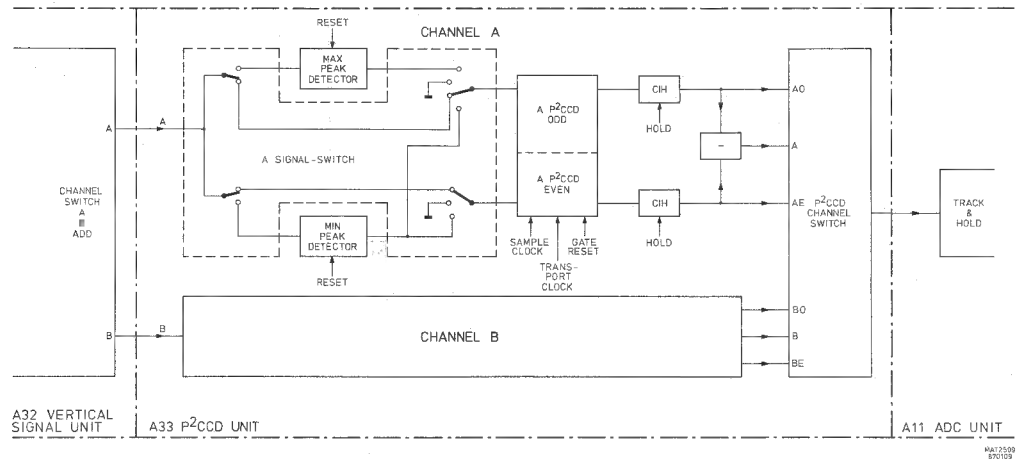 RESET
CHANNEL A
MAX
PEAK
DETECTOR
A P²CCD
ODD
CIH
HOLD
AO
A
A
A SIGNAL-SWITCH
-
A
CHANNEL
SWITCH
A
ADD
A P²CCD
EVEN
CIH
HOLD
AE
P²CCD
CHANNEL
SWITCH
TRACK
&
HOLD
MIN
PEAK
DETECTOR
RESET
SAMPLE
CLOCK
TRANS-
PORT
CLOCK
GATE
RESET
B
B
CHANNEL B
BO
B
BE
A32 VERTICAL
SIGNAL UNIT
A33 P²CCD UNIT
A11 ADC UNIT
MAT2509
870109